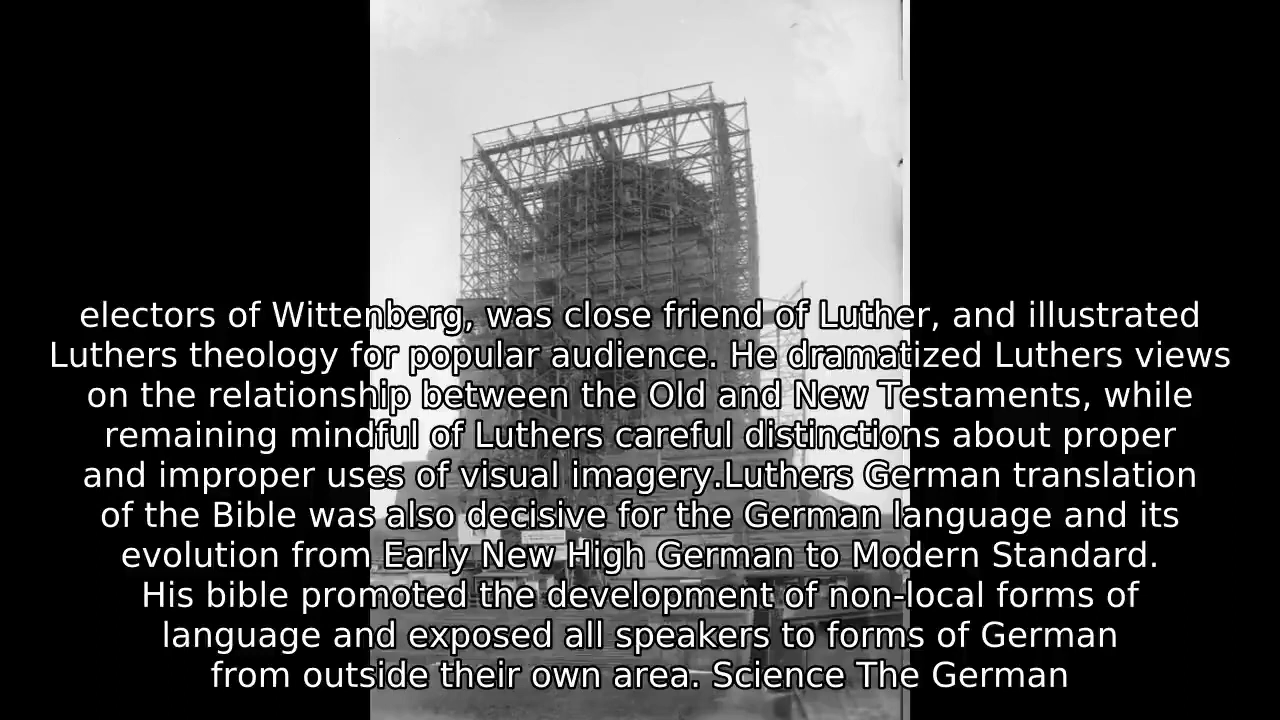 electors of Wittenberg, was close friend of Luther, and illustrated
Luthers theology for popular audience. He dramatized Luthers views
on the relationship between the Old and New Testaments, while
remaining mindful of Luthers careful distinctions about proper
and improper uses of visual imagery.Luthers German translation
of the Bible was also decisive for the German language and its
evolution from Early New High German to Modern Standard.
His bible promoted the development of non-local forms of
language and exposed all speakers to forms of German
from outside their own area. Science The German